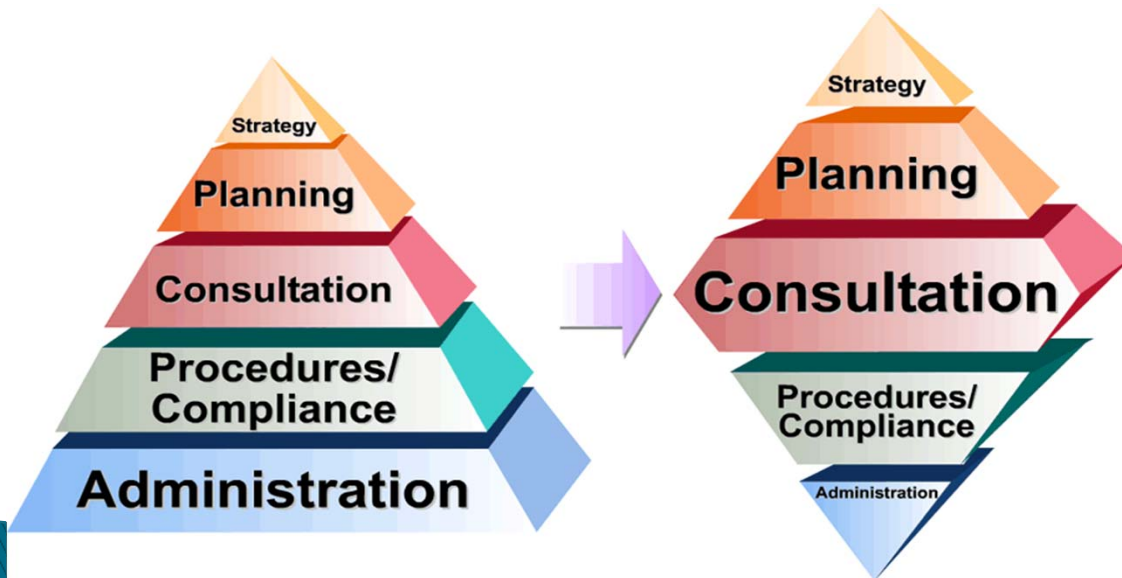 Strategy
Planning
Consultation
Procedures/
Compliance
Administration
Strategy
Planning
Consultation
Procedures/
Compliance
Administration